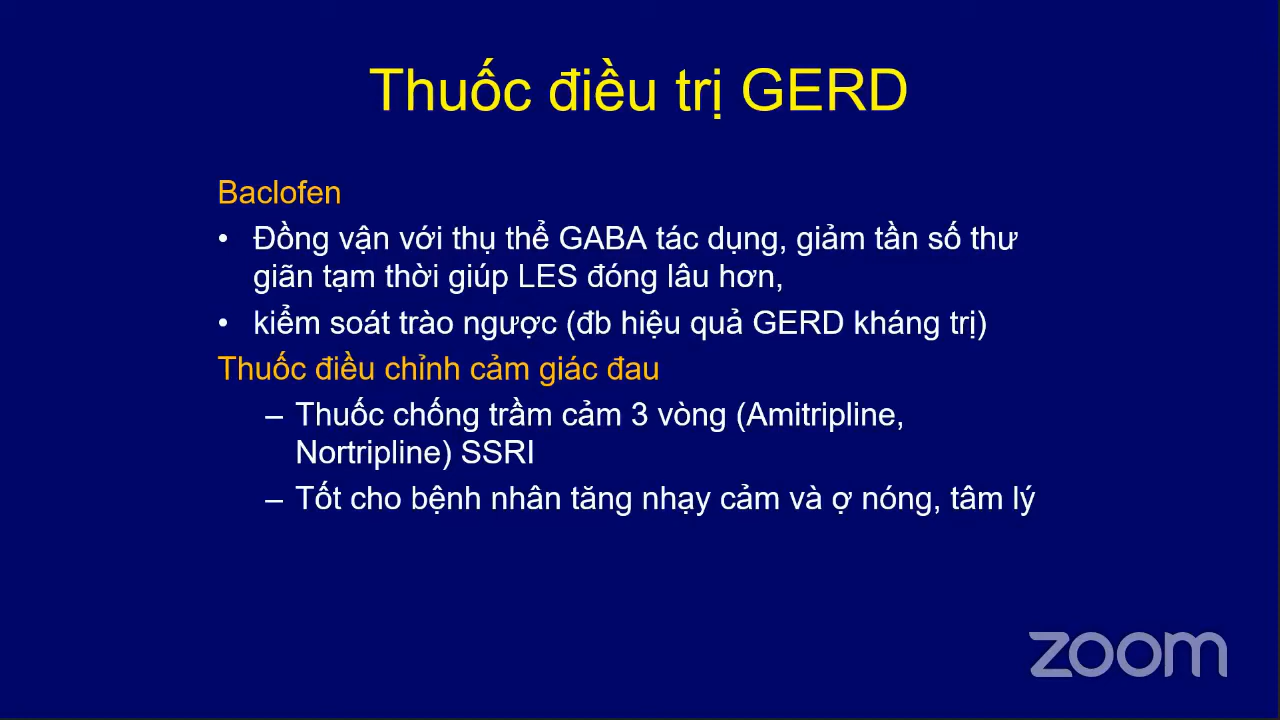 Thuốc điều trị GERD
Baclofen
• Đồng vận với thụ thể GABA tác dụng, giảm tần số thư
giãn tạm thời giúp LES đóng lâu hơn,
• kiểm soát trào ngược (đb hiệu quả GERD kháng trị)
Thuốc điều chỉnh cảm giác đau
– Thuốc chống trầm cảm 3 vòng (Amitripline,
Nortripline) SSRI
– Tốt cho bệnh nhân tăng nhạy cảm và ợ nóng, tâm lý
zoom